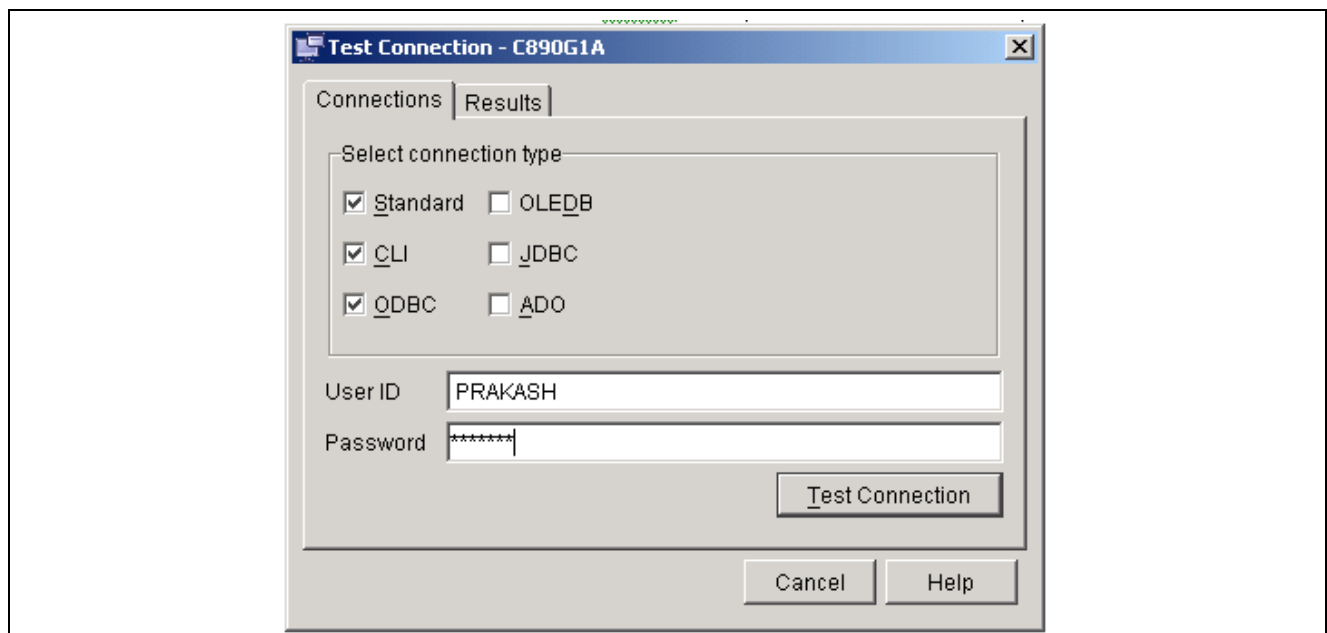 Test Connection - C890G1A
Connections Results
Select connection type
Standard OLEDB
CLI JDBC
ODBC ADO
User ID PRAKASH
Password *******
Test Connection
Cancel Help